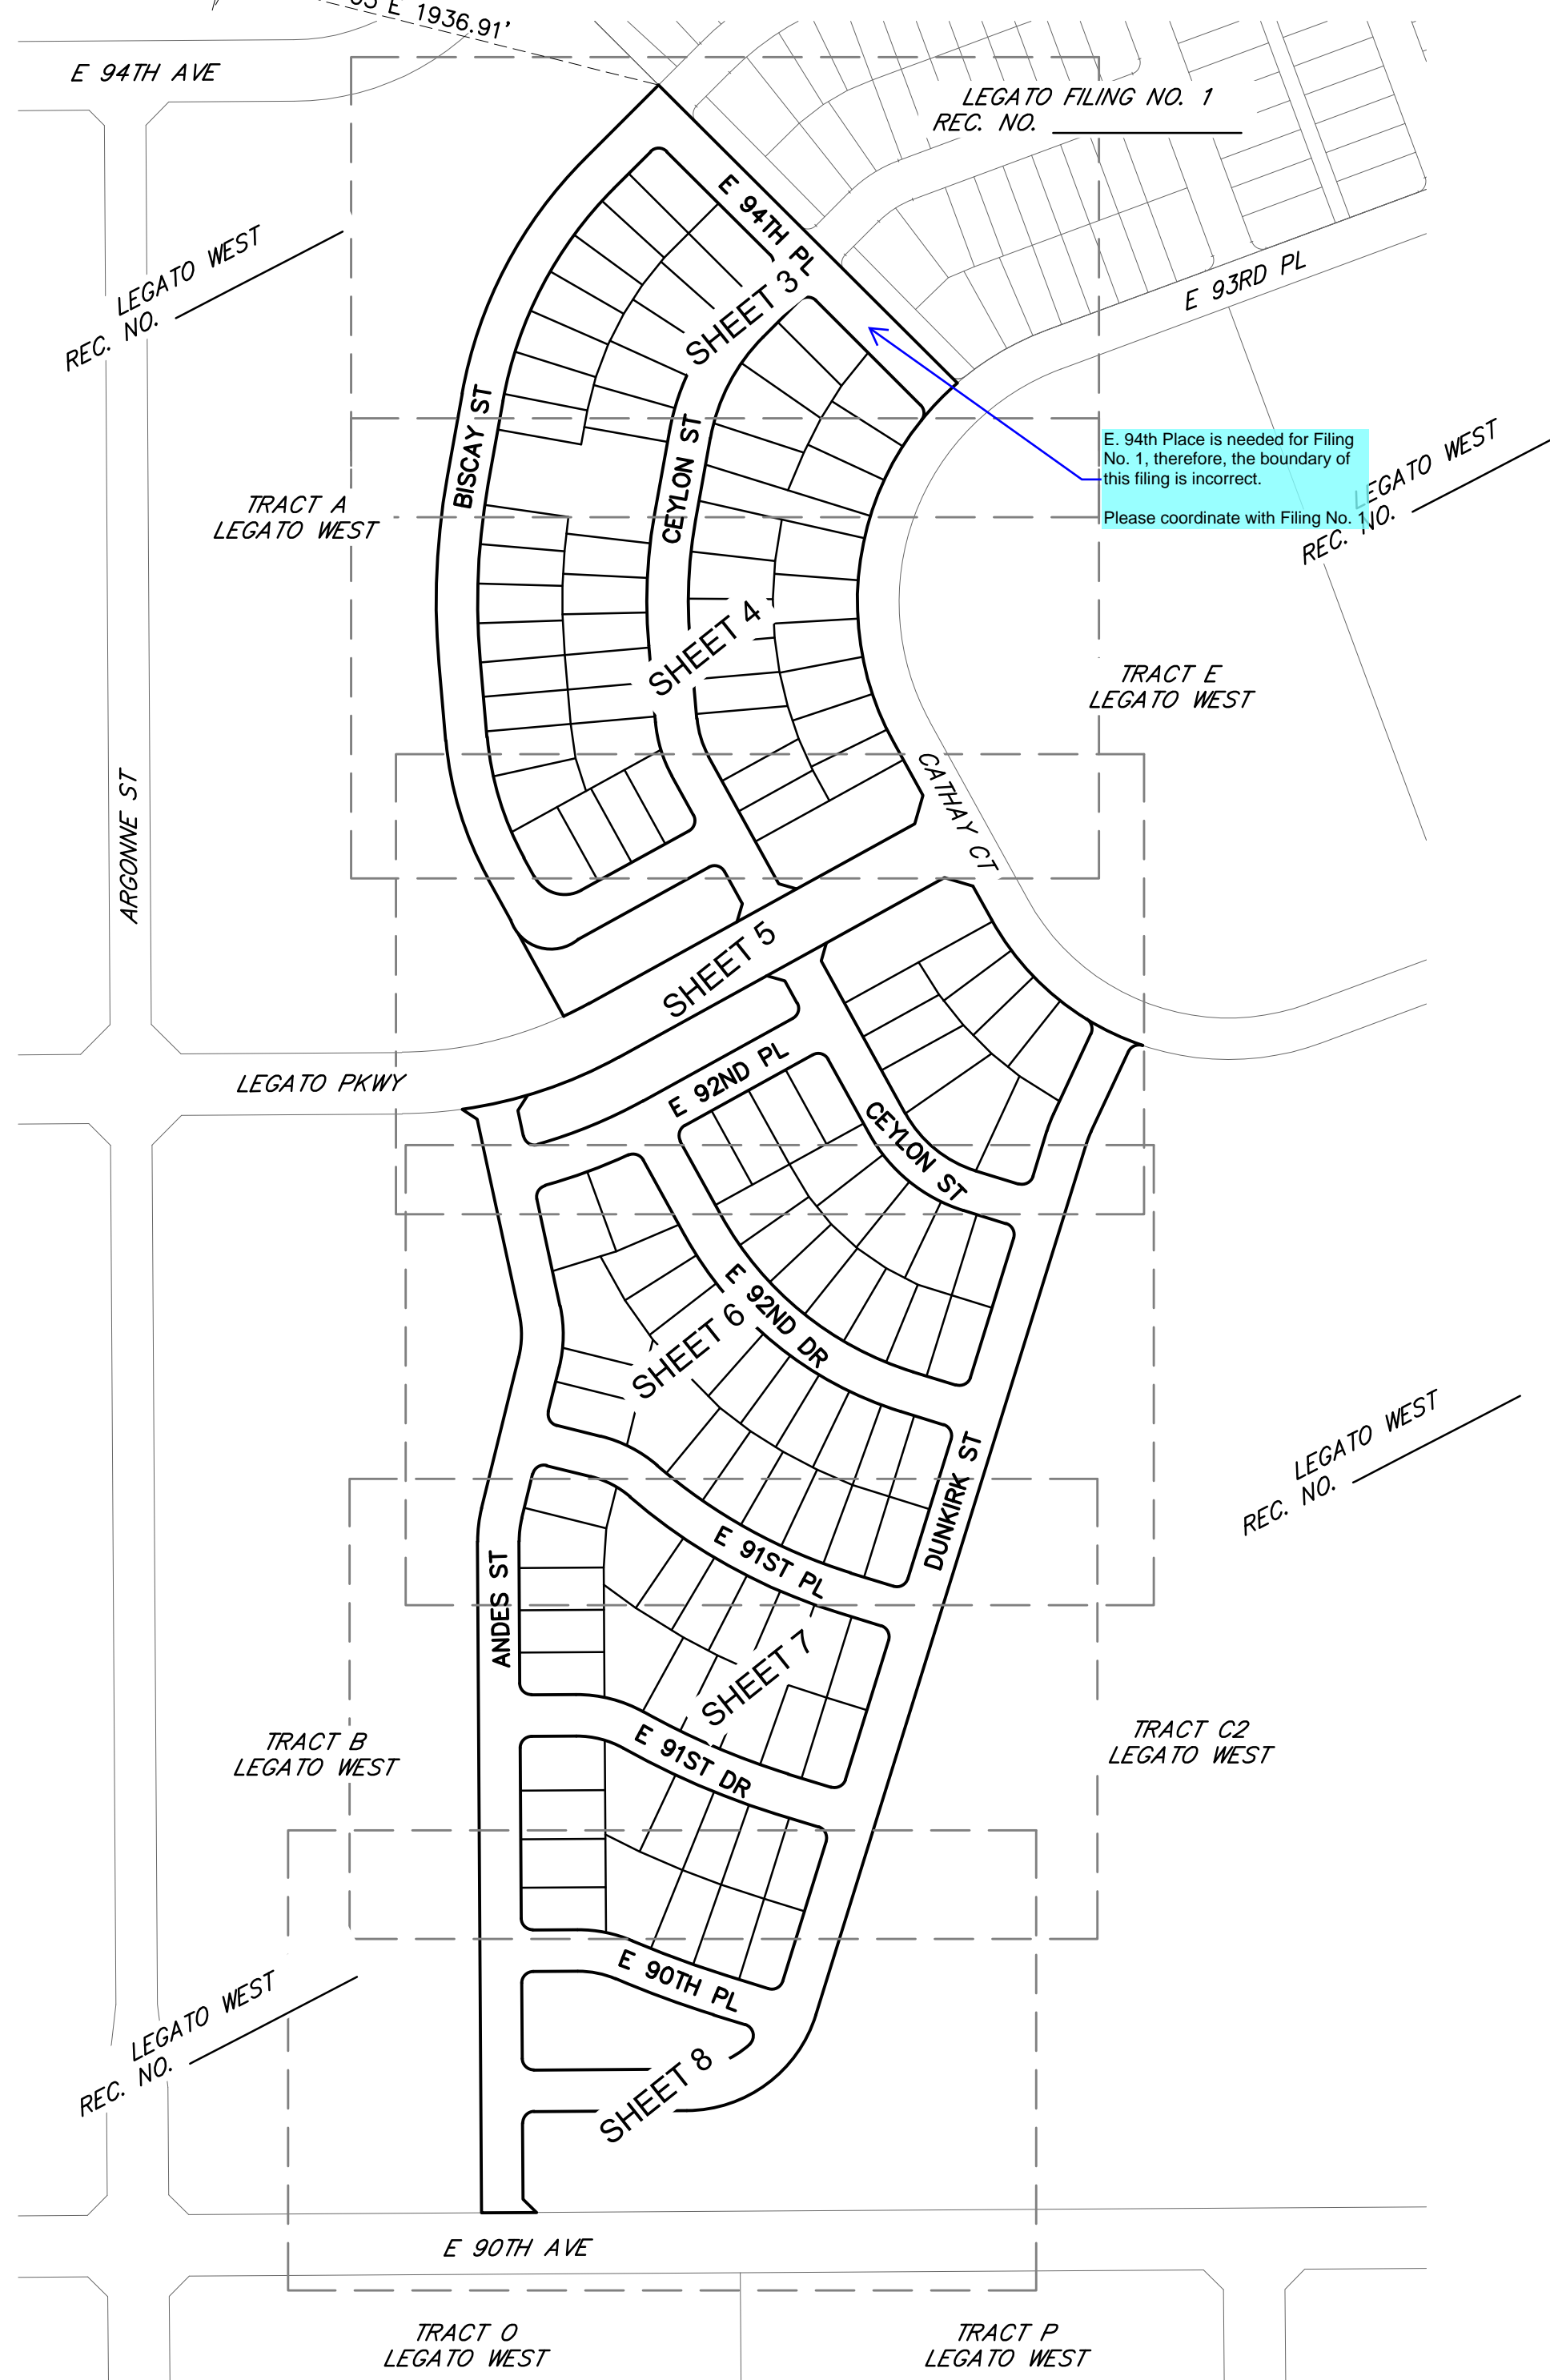 E 1936.91'
E 94TH AVE
LEGATO FILING NO. 1
REC. NO.
E 94TH PL
LEGATO WEST
REC. NO.
E 93RD PL
SHEET 3
BISCAY ST
CEYLON ST
E. 94th Place is needed for Filing
No. 1, therefore, the boundary of
this filing is incorrect.
Please coordinate with Filing No. 1.
LEGATO WEST
REC. NO.
TRACT A
LEGATO WEST
SHEET 4
TRACT E
LEGATO WEST
CATHAY CT
ARGONNE ST
SHEET 5
LEGATO PKWY
E 92ND PL
CEYLON ST
E 92ND DR
SHEET 6
LEGATO WEST
REC. NO.
DUNKIRK ST
E 91ST PL
ANDES ST
SHEET 7
TRACT B
LEGATO WEST
E 91ST DR
TRACT C2
LEGATO WEST
E 90TH PL
LEGATO WEST
REC. NO.
SHEET 8
E 90TH AVE
TRACT O
LEGATO WEST
TRACT P
LEGATO WEST